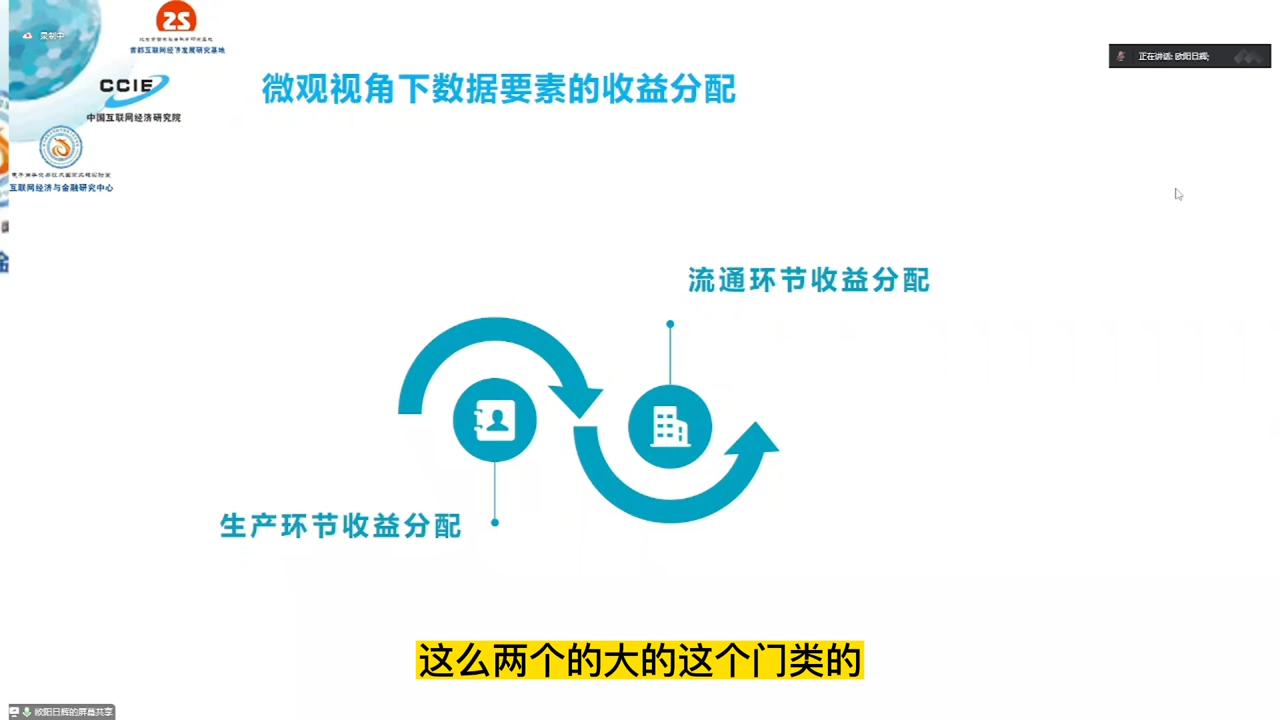 录制中
2S
首都互联网经济发展研究基地
正在讲话: 欧阳日辉;
CCIE
中国互联网经济研究院
微观视角下数据要素的收益分配
互联网经济与金融研究中心
金
流通环节收益分配
生产环节收益分配
这么两个的大的这个门类的
欧阳日辉的屏幕共享